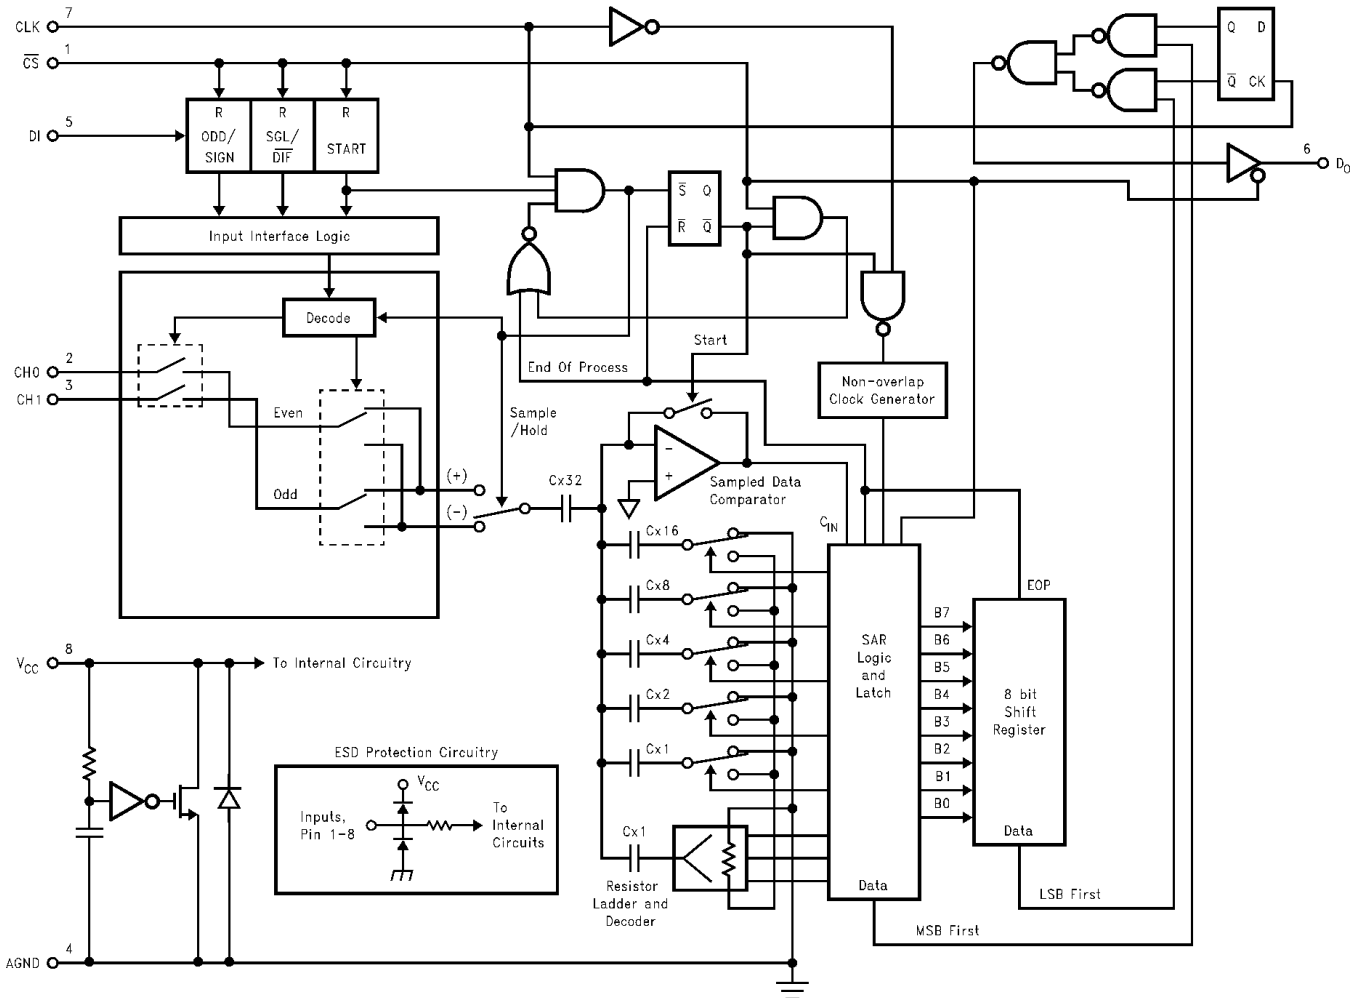 CLK 7
CS 1
DI 5
R R R
ODD/ SIGN
SGL/ DIF
START
Input Interface Logic
Decode
CH0 2
CH1 3
Even
Odd
(+)
(-)
Sample /Hold
S Q
R Q
Start
End Of Process
Q D
Q CK
6 DO
Non-overlap
Clock Generator
-
+
Sampled Data
Comparator
Cx32
CIN
Cx16
Cx8
Cx4
Cx2
Cx1
Cx1
Resistor
Ladder and
Decoder
SAR
Logic
and
Latch
Data
B7
B6
B5
B4
B3
B2
B1
B0
EOP
8 bit
Shift
Register
Data
LSB First
MSB First
VCC 8
To Internal Circuitry
ESD Protection Circuitry
VCC
Inputs,
Pin 1-8
To
Internal
Circuits
AGND 4